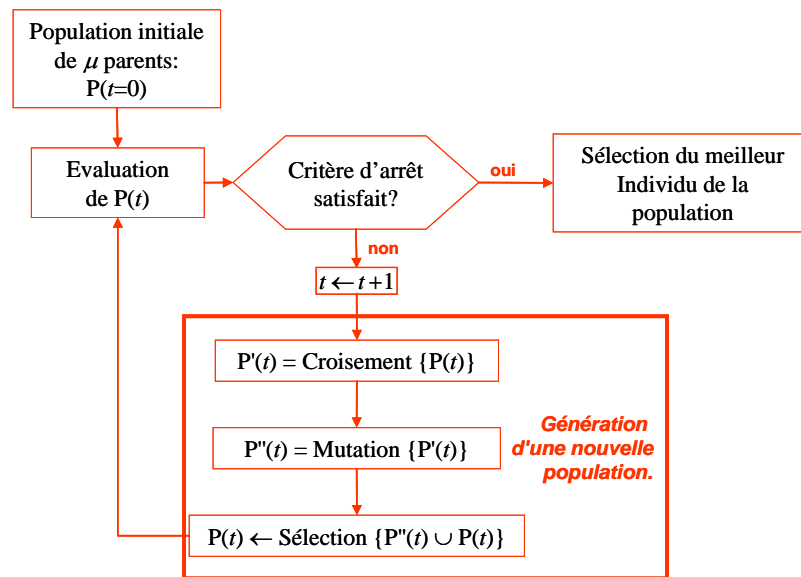 Population initiale
de μ parents:
P(t=0)
Evaluation
de P(t)
Critère d'arrêt
satisfait?
oui
Sélection du meilleur
Individu de la
population
non
t ← t +1
P'(t) = Croisement {P(t)}
P''(t) = Mutation {P'(t)}
Génération
d'une nouvelle
population.
P(t) ← Sélection {P''(t) ∪ P(t)}